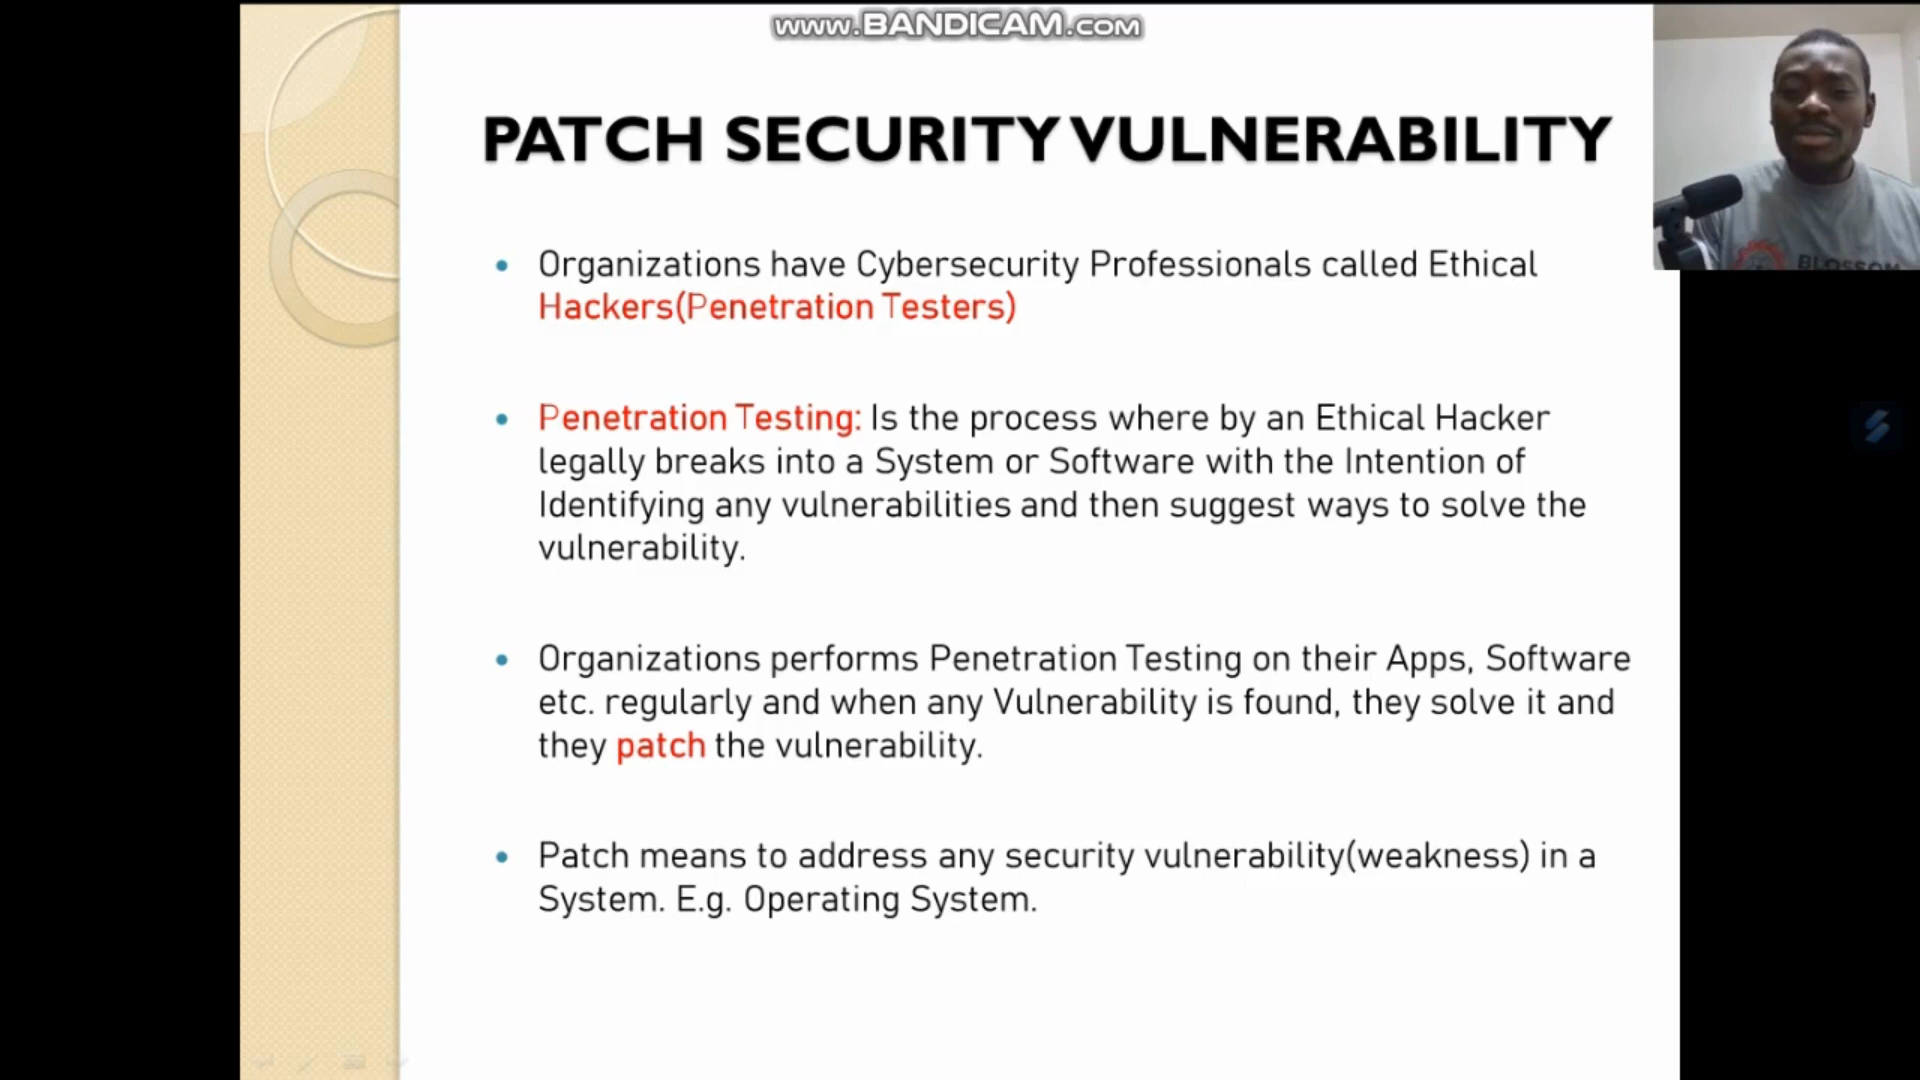 www.BANDICAM.com
PATCH SECURITY VULNERABILITY
Organizations have Cybersecurity Professionals called Ethical
Hackers(Penetration Testers)
Penetration Testing: Is the process where by an Ethical Hacker
legally breaks into a System or Software with the Intention of
Identifying any vulnerabilities and then suggest ways to solve the
vulnerability.
Organizations performs Penetration Testing on their Apps, Software
etc. regularly and when any Vulnerability is found, they solve it and
they patch the vulnerability.
Patch means to address any security vulnerability(weakness) in a
System. E.g. Operating System.
BLOSSOM